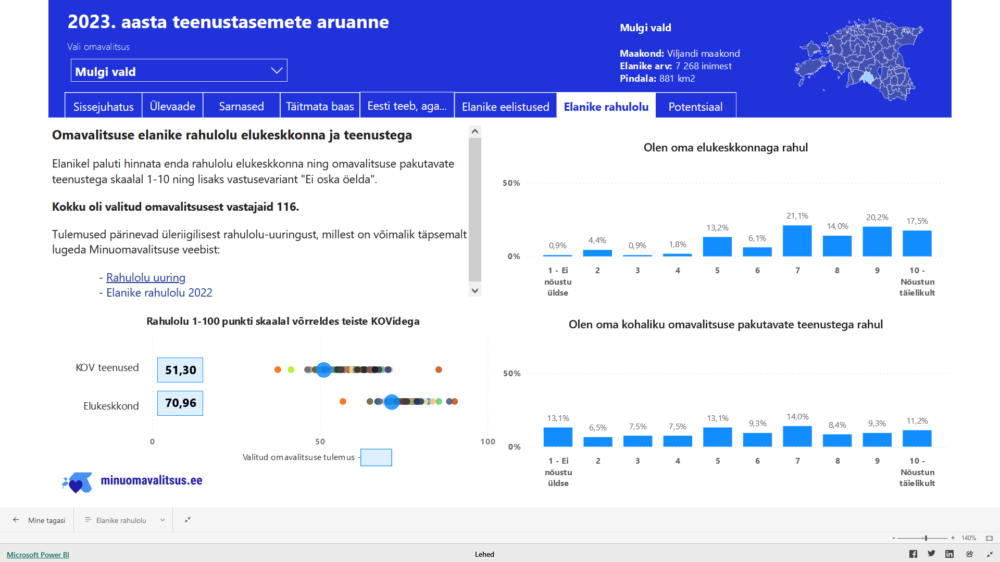 2023. aasta teenustasemete aruanne
Vali omavalitsus
Mulgi vald
Mulgi vald
Maakond: Viljandi maakond
Elanike arv: 7 268 inimest
Pindala: 881 km2
Sissejuhatus
Ülevaade
Sarnased
Täitmata baas
Eesti teeb, aga...
Elanike eelistused
Elanike rahulolu
Potentsiaal
Omavalitsuse elanike rahulolu elukeskkonna ja teenustega
Elanikel paluti hinnata enda rahulolu elukeskkonna ning omavalitsuse pakutavate
teenustega skaalal 1-10 ning lisaks vastusevariant "Ei oska öelda".
Kokku oli valitud omavalitsusest vastajaid 116.
Tulemused pärinevad üleriigilisest rahulolu-uuringust, millest on võimalik täpsemalt
lugeda Minuomavalitsuse veebist:
- Rahulolu uuring
- Elanike rahulolu 2022
Olen oma elukeskkonnaga rahul
50%
0%
0,9%
4,4%
0,9%
1,8%
13,2%
6,1%
21,1%
14,0%
20,2%
17,5%
1 - Ei
nõustu
üldse
2
3
4
5
6
7
8
9
10 -
Nõustun
täielikult
Rahulolu 1-100 punkti skaalal võrreldes teiste KOVidega
KOV teenused
51,30
Elukeskkond
70,96
0
50
100
Valitud omavalitsuse tulemus -
Olen oma kohaliku omavalitsuse pakutavate teenustega rahul
50%
0%
13,1%
6,5%
7,5%
7,5%
13,1%
9,3%
14,0%
8,4%
9,3%
11,2%
1 - Ei
nõustu
üldse
2
3
4
5
6
7
8
9
10 -
Nõustun
täielikult
minuomavalitsus.ee
Mine tagasi
Elanike rahulolu
- + 140%
Microsoft Power BI
Lehed